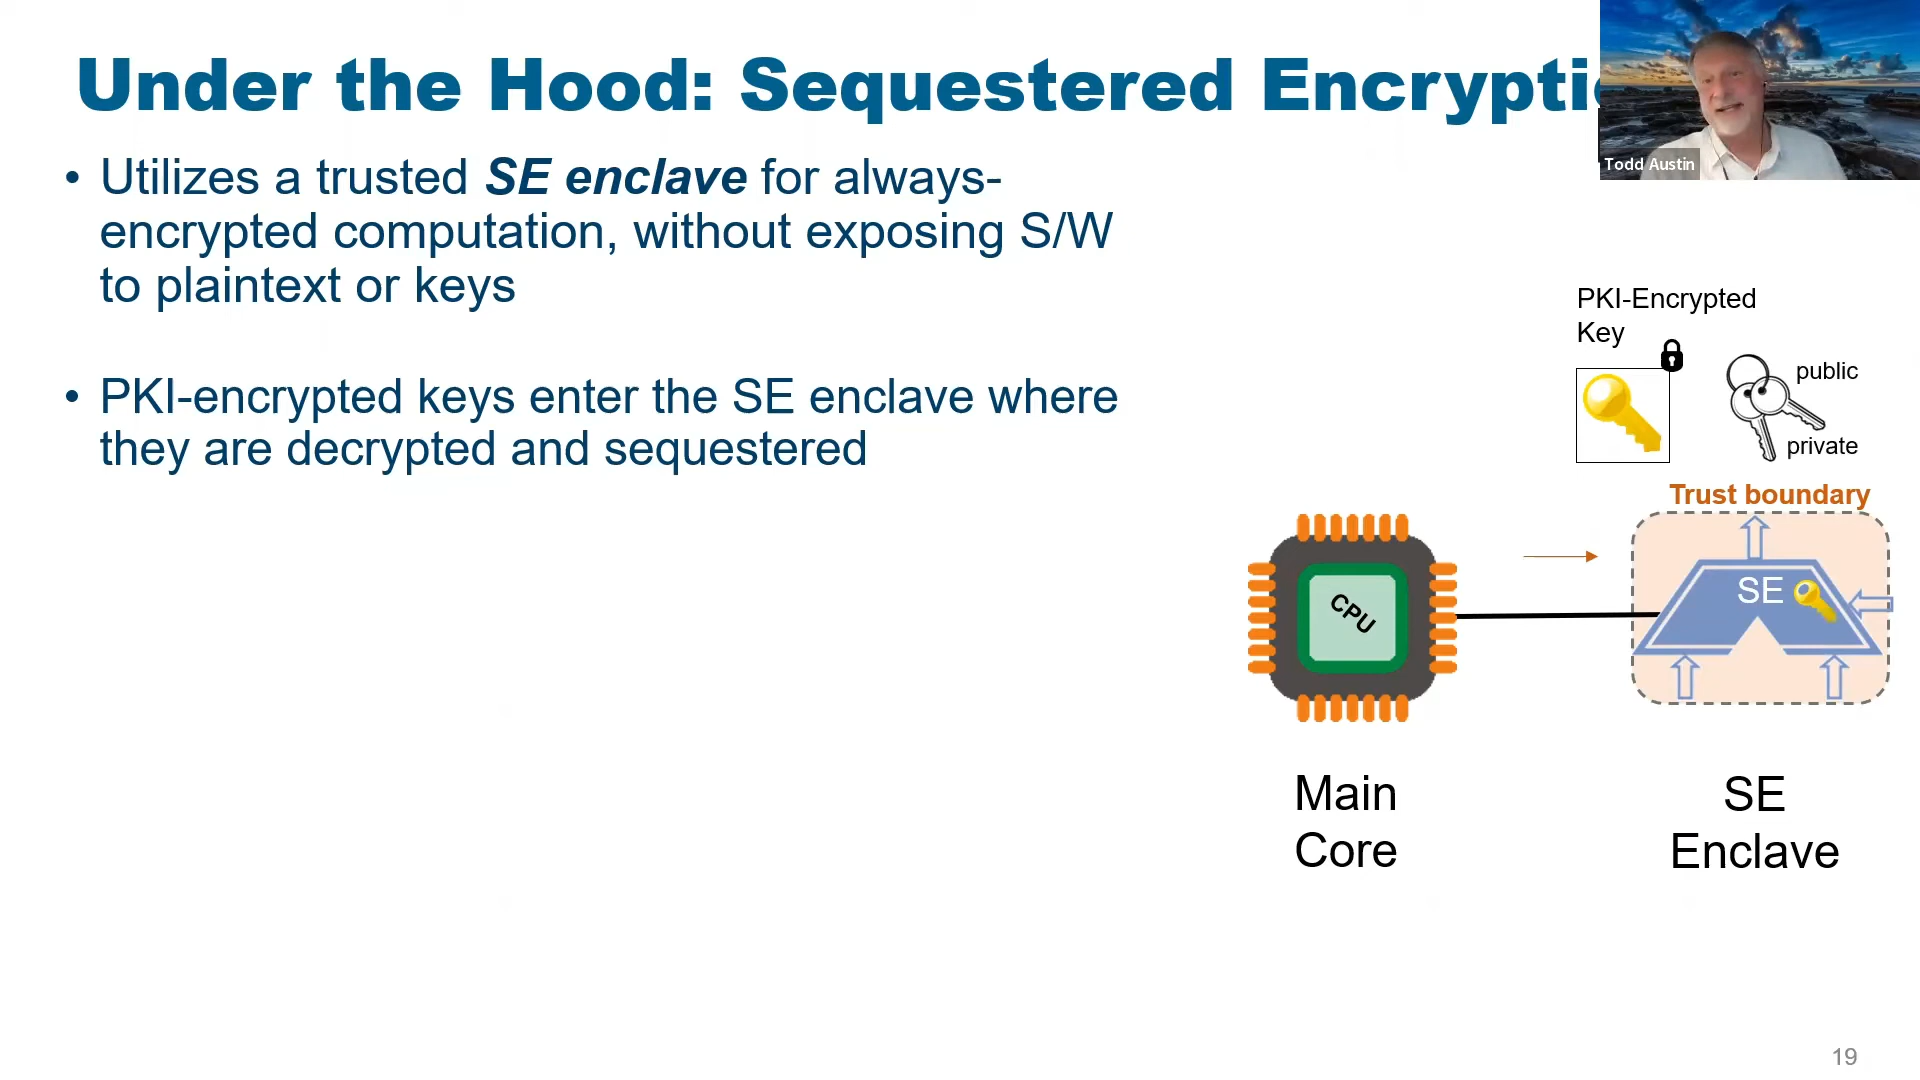 Under the Hood: Sequestered Encryptio
Todd Austin
• Utilizes a trusted SE enclave for always-
encrypted computation, without exposing S/W
to plaintext or keys
• PKI-encrypted keys enter the SE enclave where
they are decrypted and sequestered
PKI-Encrypted
Key
public
private
Trust boundary
CPU
SE
Main
Core
SE
Enclave
19